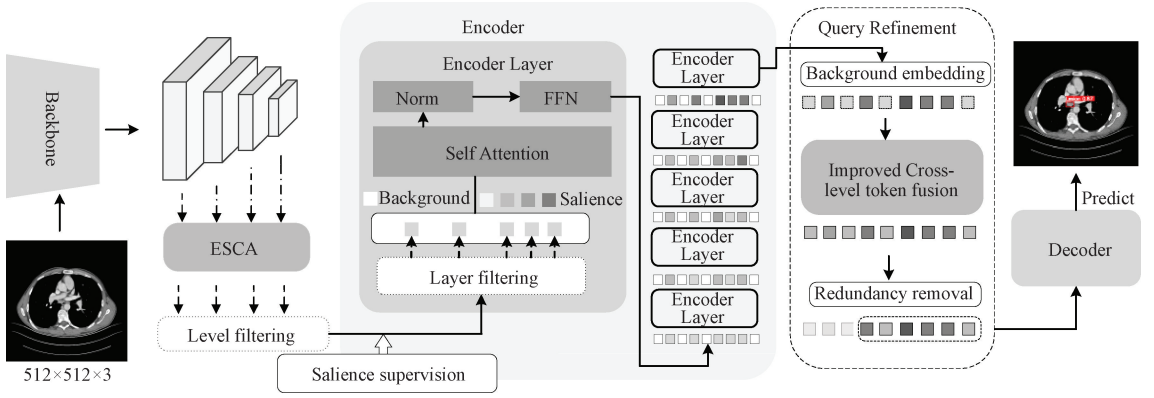 Encoder
Query Refinement
Backbone
Encoder Layer
Norm
FFN
Self Attention
Background
Salience
Encoder
Layer
Encoder
Layer
Encoder
Layer
Encoder
Layer
Encoder
Layer
Background embedding
Improved Cross-
level token fusion
Redundancy removal
ESCA
Layer filtering
Level filtering
Salience supervision
Predict
Decoder
512×512×3